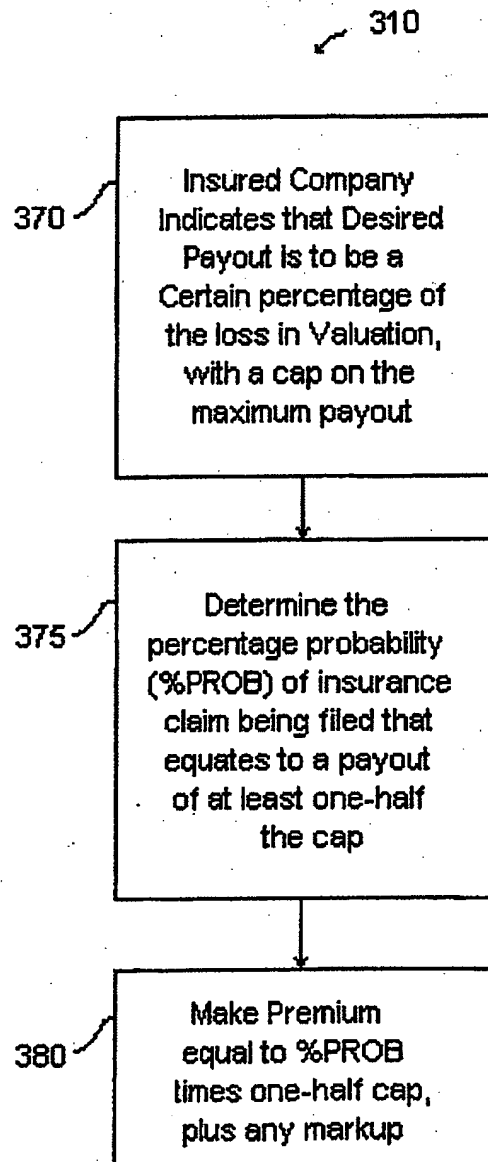 310
370
Insured Company
Indicates that Desired
Payout is to be a
Certain percentage of
the loss in Valuation,
with a cap on the
maximum payout
375
Determine the
percentage probability
(%PROB) of insurance
claim being filed that
equates to a payout
of at least one-half
the cap
380
Make Premium
equal to %PROB
times one-half cap,
plus any markup